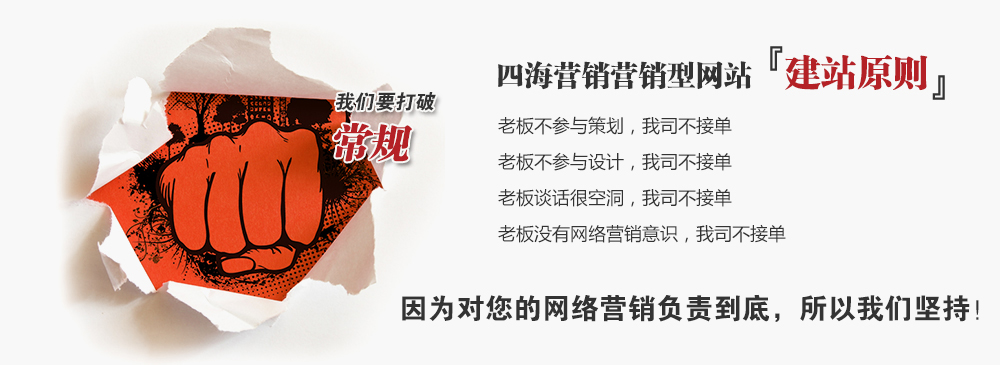 我们要打破
常规
四海营销营销型网站『建站原则』
老板不参与策划，我司不接单
老板不参与设计，我司不接单
老板谈话很空洞，我司不接单
老板没有网络营销意识，我司不接单
因为对您的网络营销负责到底，所以我们坚持！